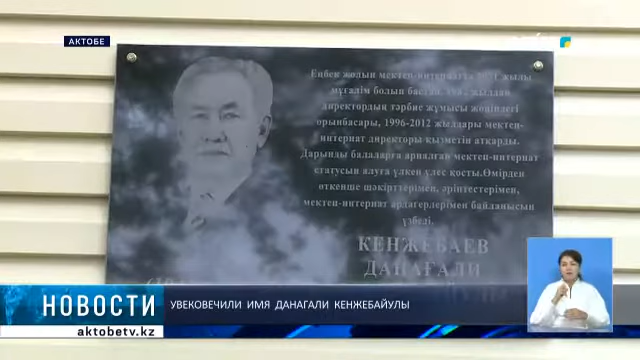 АКТОБЕ
Еңбек жолын мектеп-интернатта жылы
мұғалім болып бастап, жылдан
директордың тәрбие жұмысы жөніндегі
орынбасары, 1996-2012 жылдары мектеп-
интернат директоры қызметін атқарды.
Дарынды балаларға арналған мектеп-интернат
статусын алуға үлкен үлес қосты.Өмірден
өткенше шәкірттерімен, әріптестерімен,
мектеп-интернат ардагерлерімен байланысын
үзбеді.
КЕНЖЕБАЕВ
ДАНАҒАЛИ
НОВОСТИ
УВЕКОВЕЧИЛИ ИМЯ ДАНАГАЛИ КЕНЖЕБАЙУЛЫ
aktobetv.kz